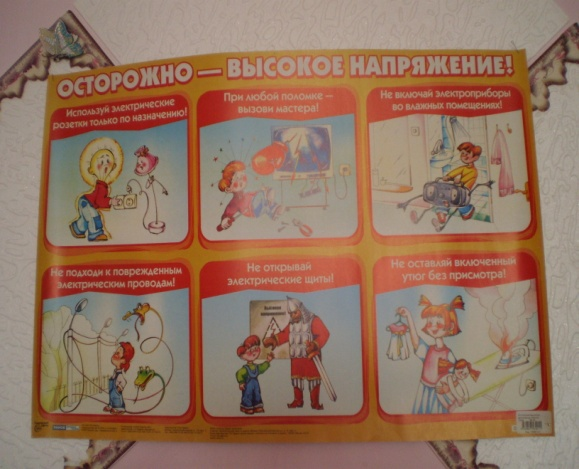 ОСТОРОЖНО — ВЫСОКОЕ НАПРЯЖЕНИЕ!
Используй электрические
розетки только по назначению!
При любой поломке —
вызови мастера!
Не включай электроприборы
во влажных помещениях!
Не подходи к поврежденным
электрическим проводам!
Не открывай
электрические щиты!
Не оставляй включенный
утюг без присмотра!